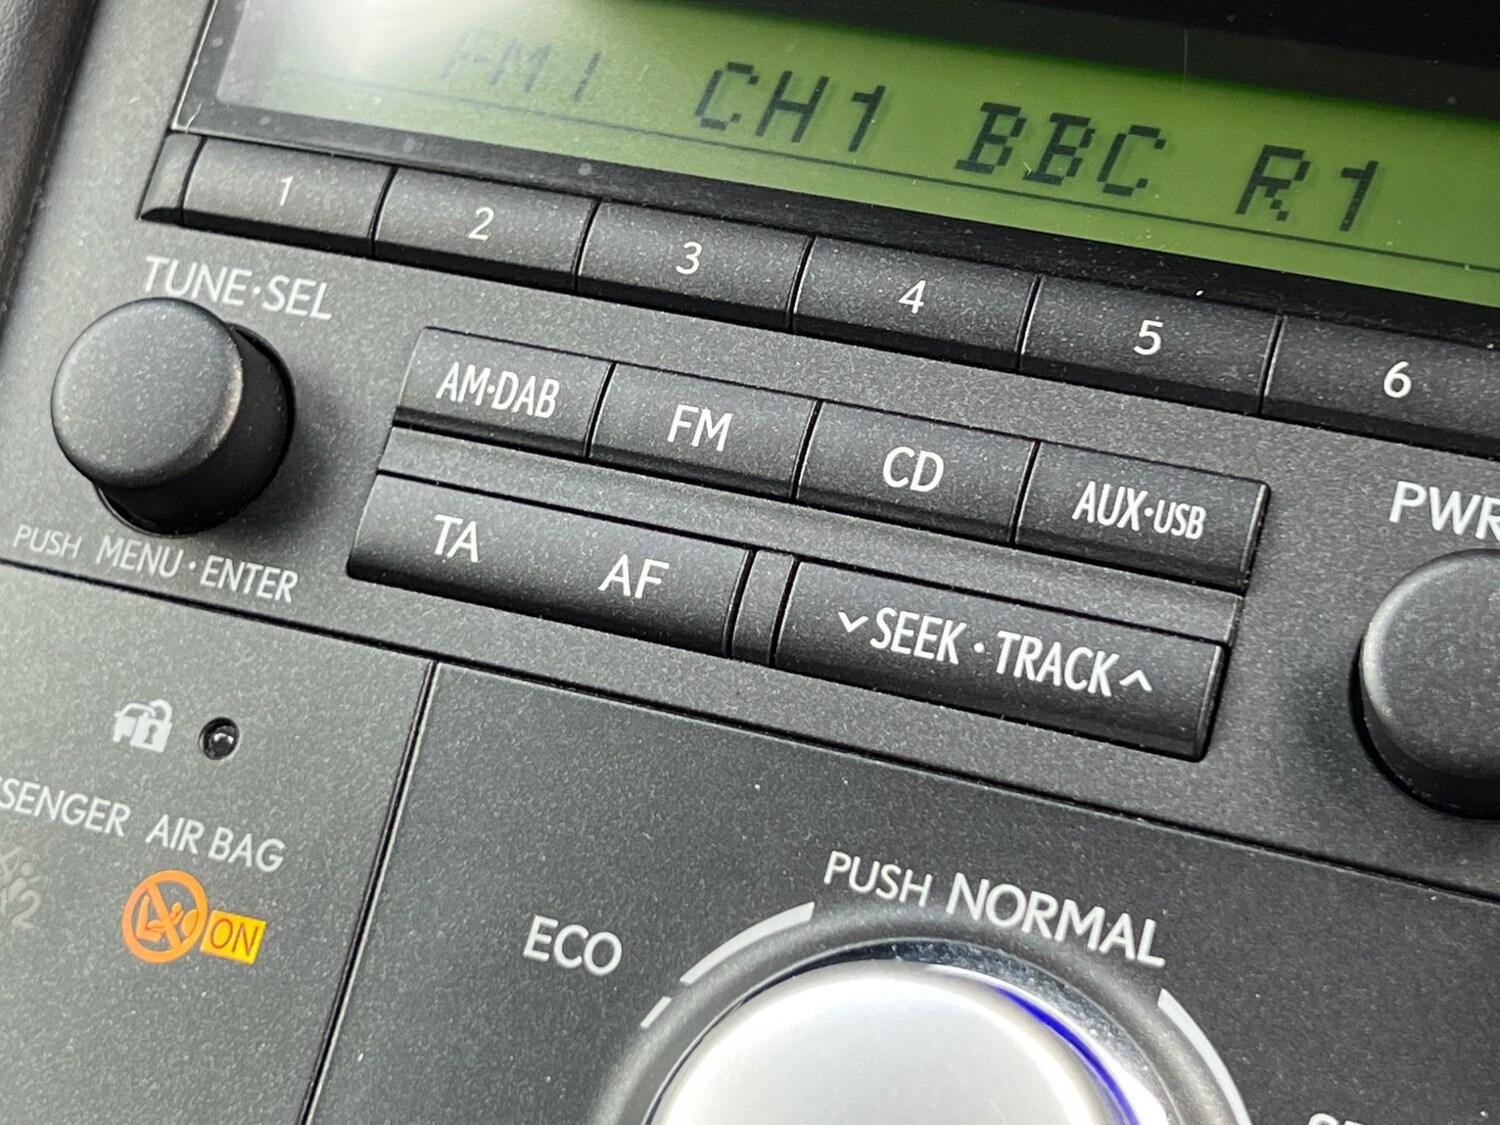 FM1 CH1 BBC R1
1 2 3 4 5 6
TUNE·SEL
AM·DAB FM CD AUX·USB
PWR
PUSH MENU·ENTER
TA AF
SEEK·TRACK
SENGER AIR BAG
ON
PUSH NORMAL
ECO